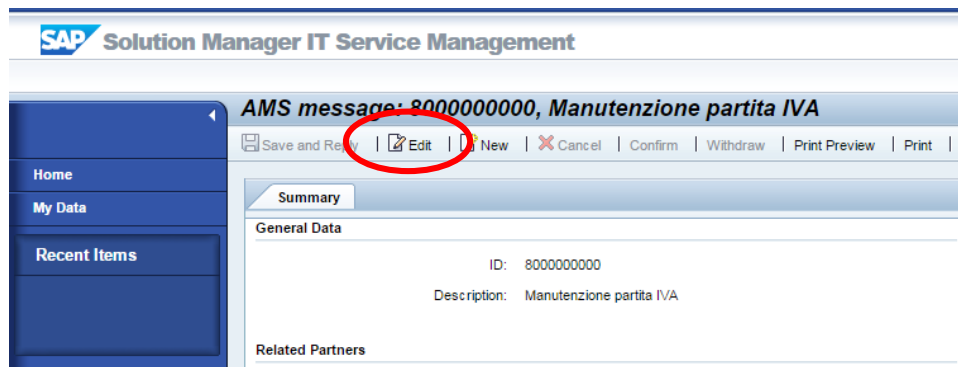 SAP Solution Manager IT Service Management
AMS message: 8000000000, Manutenzione partita IVA
Save and Reply | Edit | New | Cancel | Confirm | Withdraw | Print Preview | Print |
Home
My Data
Recent Items
Summary
General Data
ID: 8000000000
Description: Manutenzione partita IVA
Related Partners